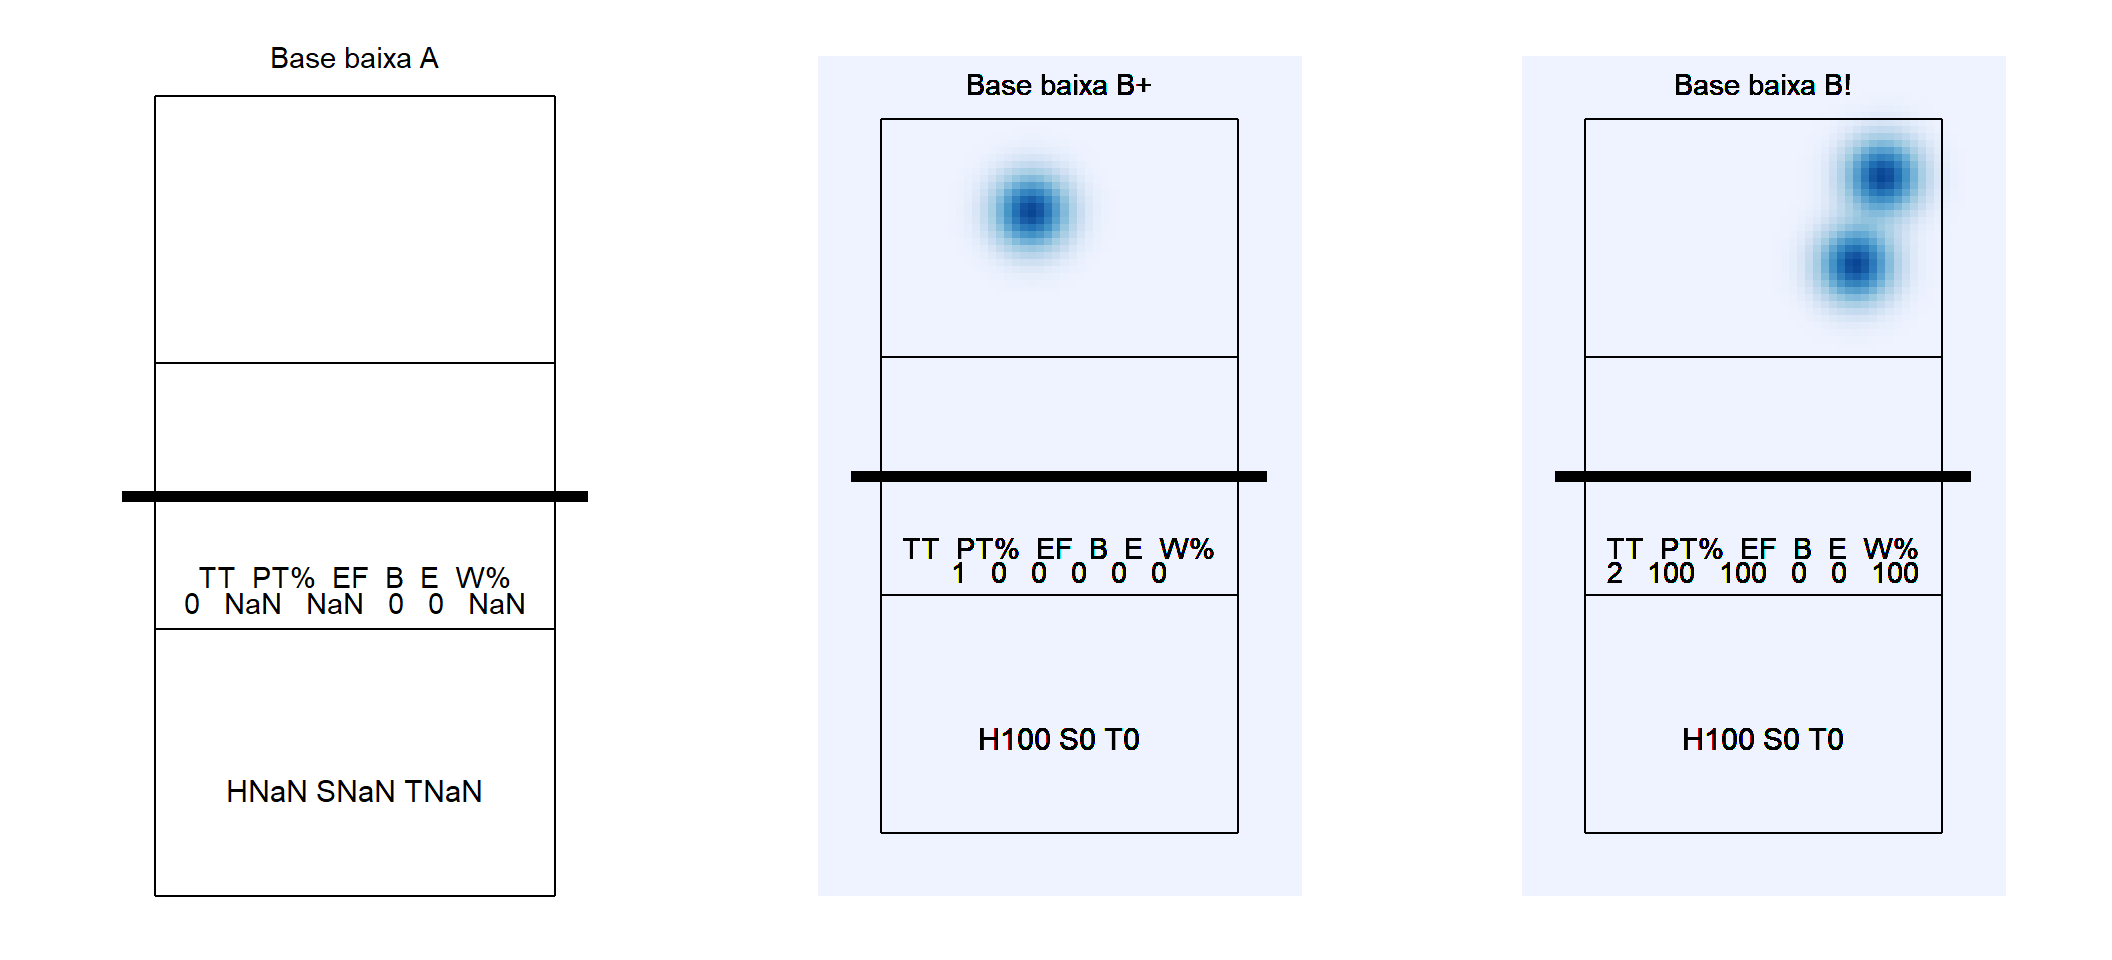 Base baixa A
TT PT% EF B E W%
0 NaN NaN 0 0 NaN
HNaN SNaN TNaN
Base baixa B+
TT PT% EF B E W%
1 0 0 0 0 0
H100 S0 T0
Base baixa B!
TT PT% EF B E W%
2 100 100 0 0 100
H100 S0 T0